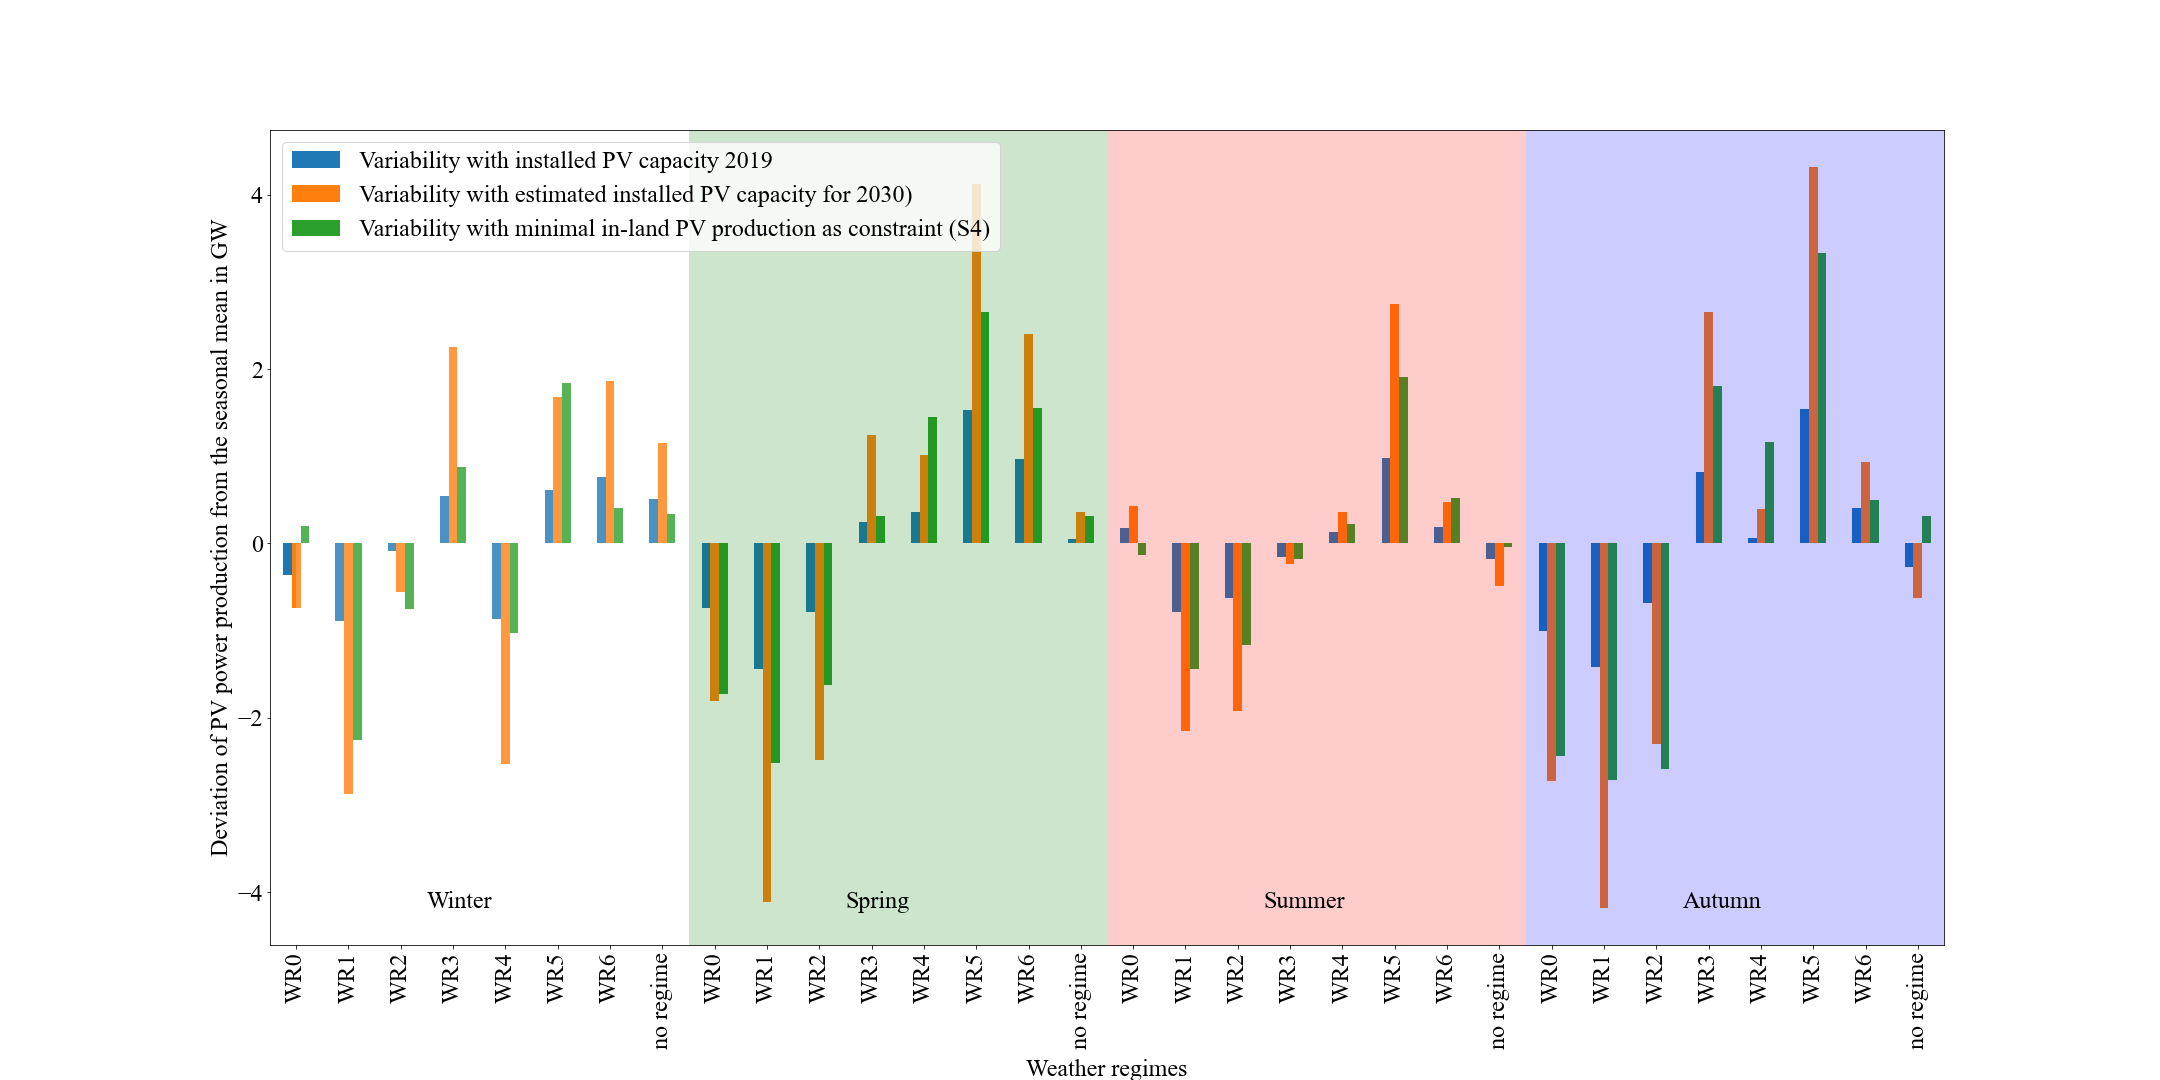 Variability with installed PV capacity 2019
Variability with estimated installed PV capacity for 2030)
Variability with minimal in-land PV production as constraint (S4)
Deviation of PV power production from the seasonal mean in GW
4
2
0
−2
−4
Winter
Spring
Summer
Autumn
WR0
WR1
WR2
WR3
WR4
WR5
WR6
no regime
WR0
WR1
WR2
WR3
WR4
WR5
WR6
no regime
WR0
WR1
WR2
WR3
WR4
WR5
WR6
no regime
WR0
WR1
WR2
WR3
WR4
WR5
WR6
no regime
Weather regimes